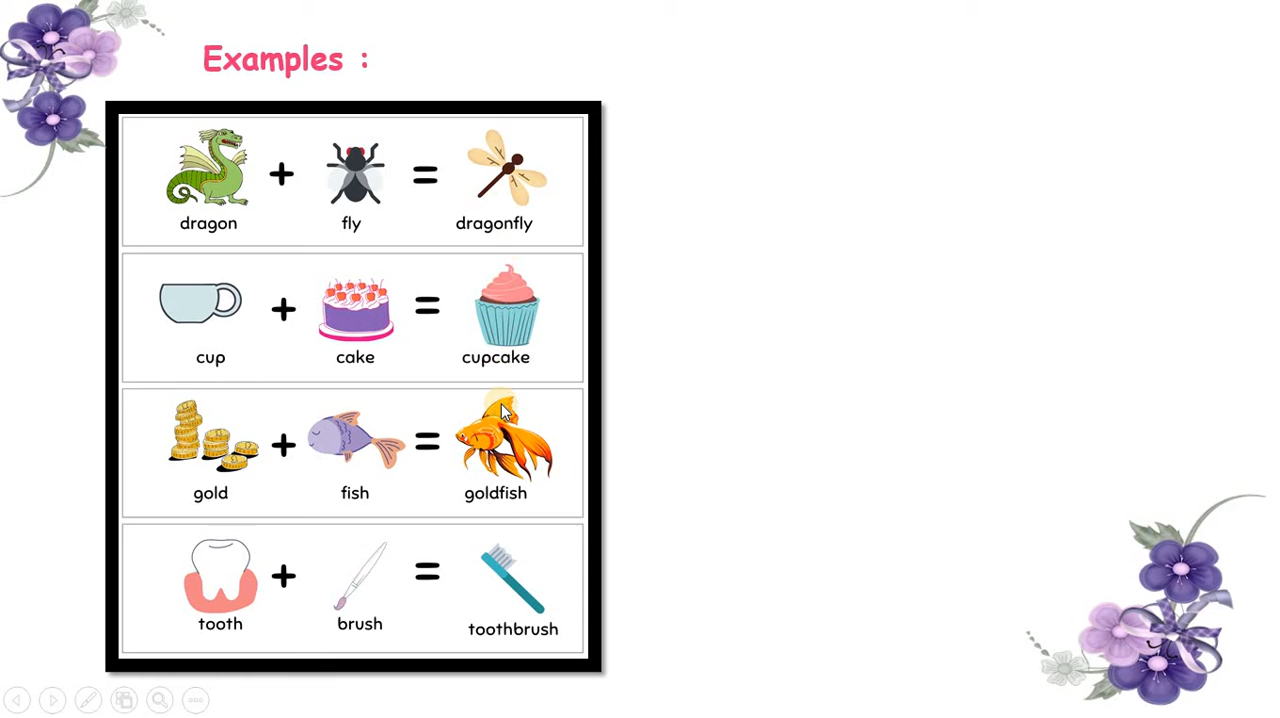 Examples :
dragon + fly = dragonfly
cup + cake = cupcake
gold + fish = goldfish
tooth + brush = toothbrush